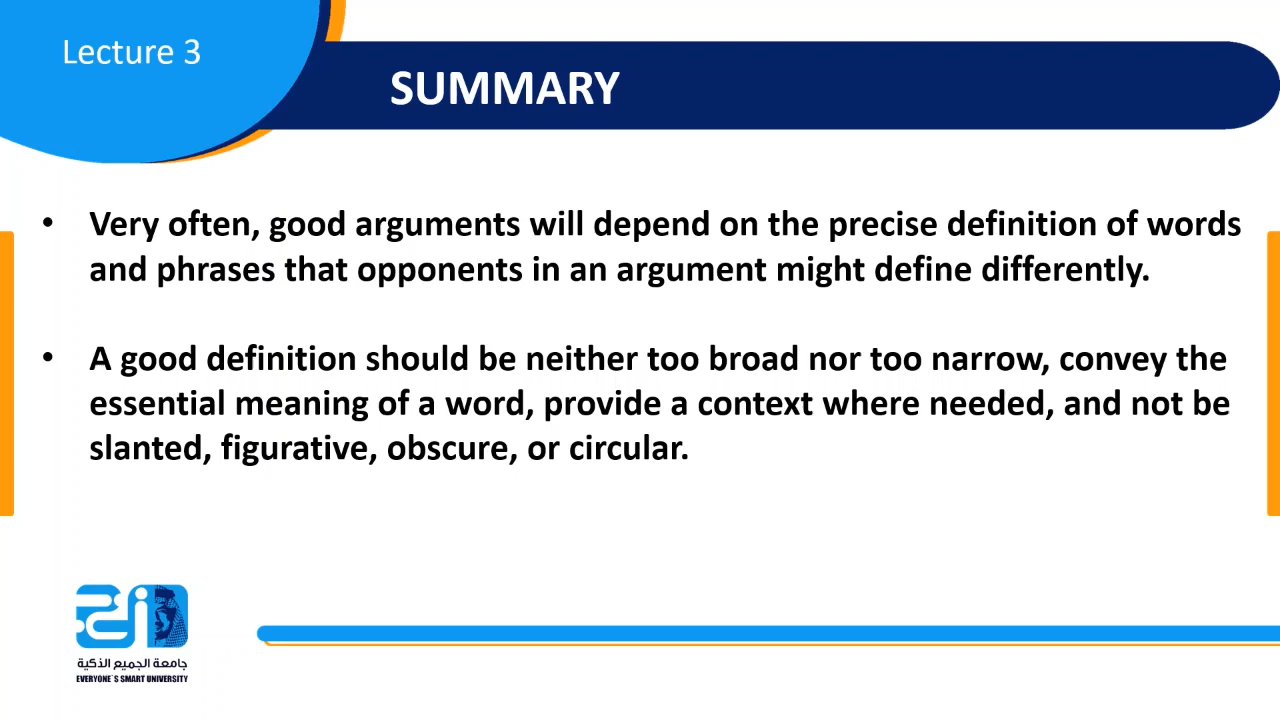 Lecture 3
SUMMARY
• Very often, good arguments will depend on the precise definition of words
and phrases that opponents in an argument might define differently.
• A good definition should be neither too broad nor too narrow, convey the
essential meaning of a word, provide a context where needed, and not be
slanted, figurative, obscure, or circular.
جامعة الجميع الذكية
EVERYONE`S SMART UNIVERSITY